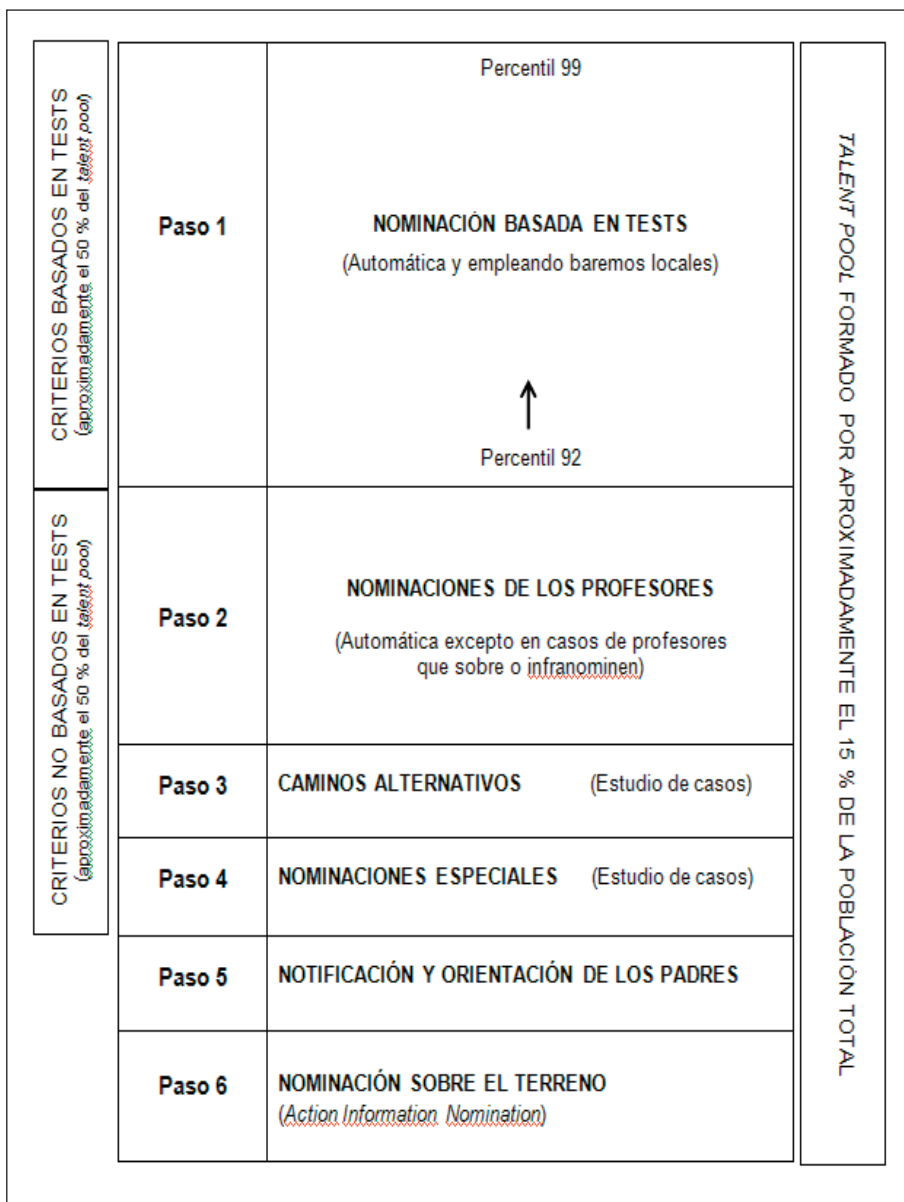 CRITERIOS BASADOS EN TESTS
(aproximadamente el 50 % del talent pool)
Paso 1
Percentil 99
NOMINACIÓN BASADA EN TESTS
(Automática y empleando baremos locales)
Percentil 92
CRITERIOS NO BASADOS EN TESTS
(aproximadamente el 50 % del talent pool)
Paso 2
NOMINACIONES DE LOS PROFESORES
(Automática excepto en casos de profesores
que sobre o infranominen)
Paso 3
CAMINOS ALTERNATIVOS (Estudio de casos)
Paso 4
NOMINACIONES ESPECIALES (Estudio de casos)
Paso 5
NOTIFICACIÓN Y ORIENTACIÓN DE LOS PADRES
Paso 6
NOMINACIÓN SOBRE EL TERRENO
(Action Information Nomination)
TALENT POOL FORMADO POR APROXIMADAMENTE EL 15 % DE LA POBLACIÓN TOTAL